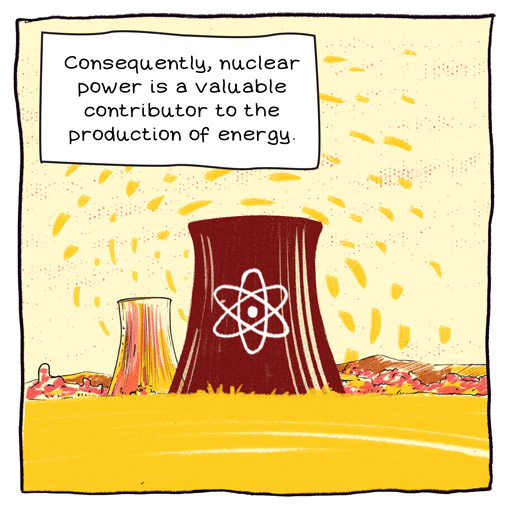 Consequently, nuclear
power is a valuable
contributor to the
production of energy.